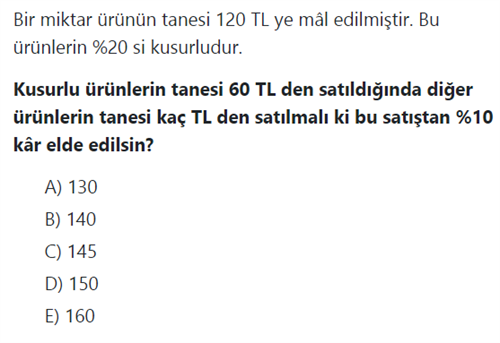 Bir miktar ürünün tanesi 120 TL ye mâl edilmiştir. Bu
ürünlerin %20 si kusurludur.
Kusurlu ürünlerin tanesi 60 TL den satıldığında diğer
ürünlerin tanesi kaç TL den satılmalı ki bu satıştan %10
kâr elde edilsin?
A) 130
B) 140
C) 145
D) 150
E) 160